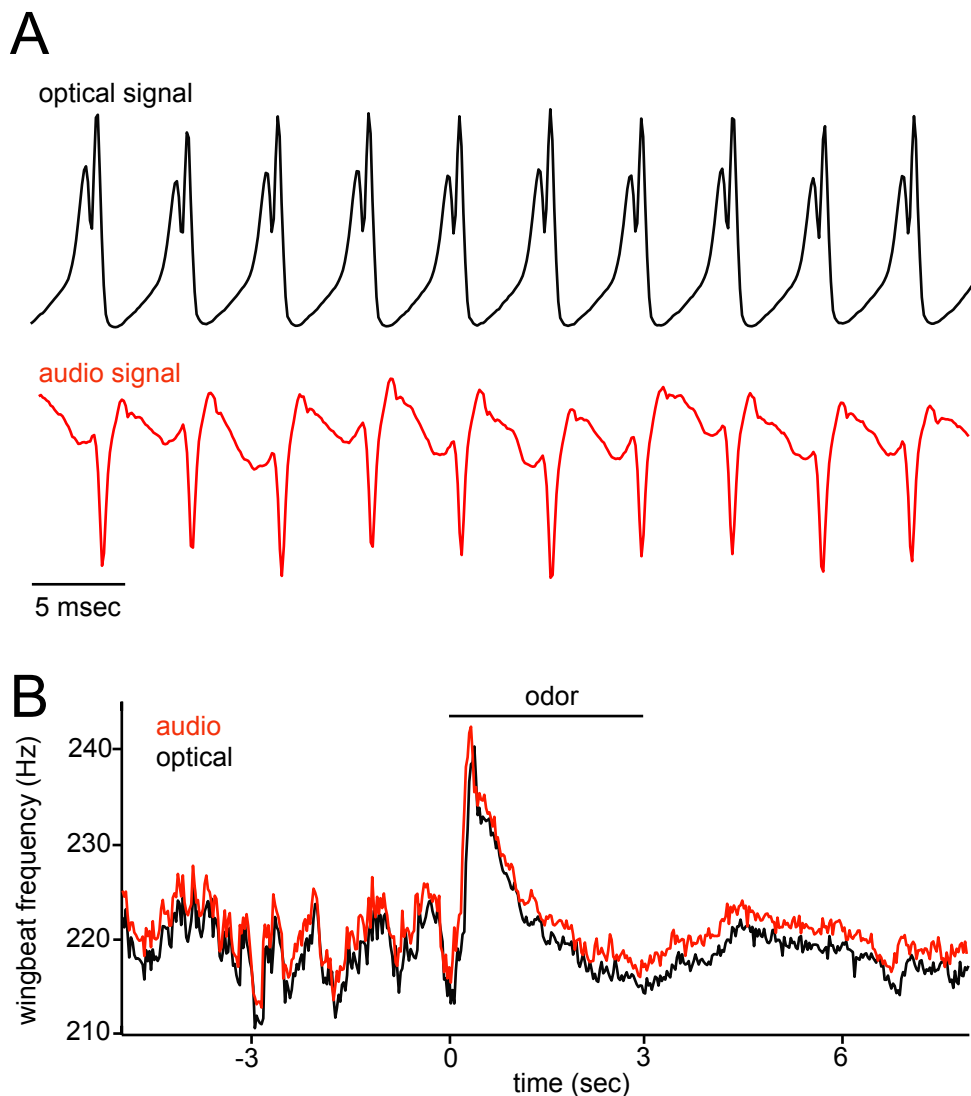 A
optical signal
audio signal
5 msec
B
odor
audio
optical
wingbeat frequency (Hz)
240
230
220
210
-3
0
3
6
time (sec)